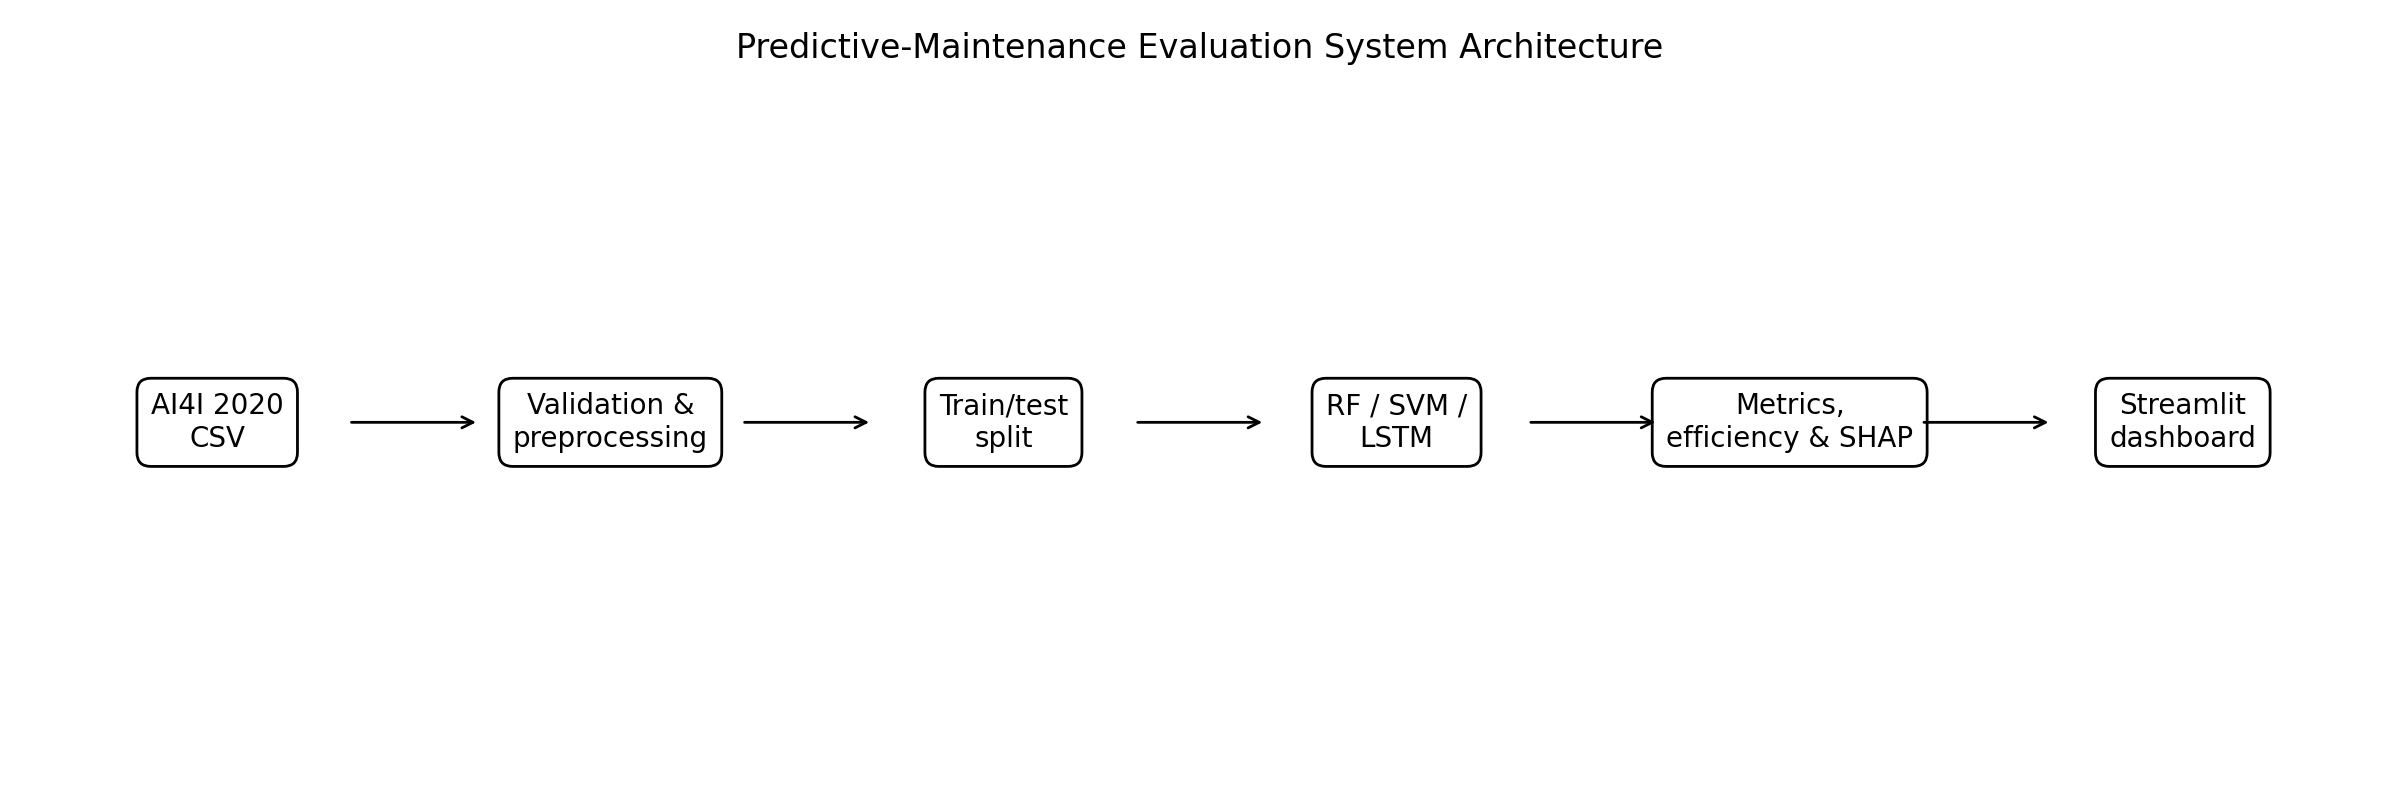 Predictive-Maintenance Evaluation System Architecture
AI4I 2020
CSV
Validation &
preprocessing
Train/test
split
RF / SVM /
LSTM
Metrics,
efficiency & SHAP
Streamlit
dashboard